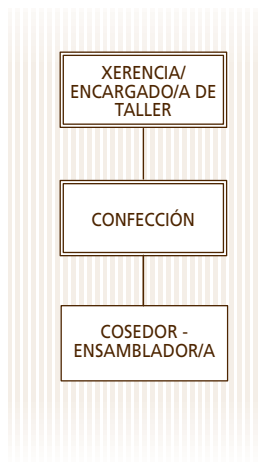 XERENCIA/
ENCARGADO/A DE
TALLER
CONFECCIÓN
COSEDOR -
ENSAMBLADOR/A